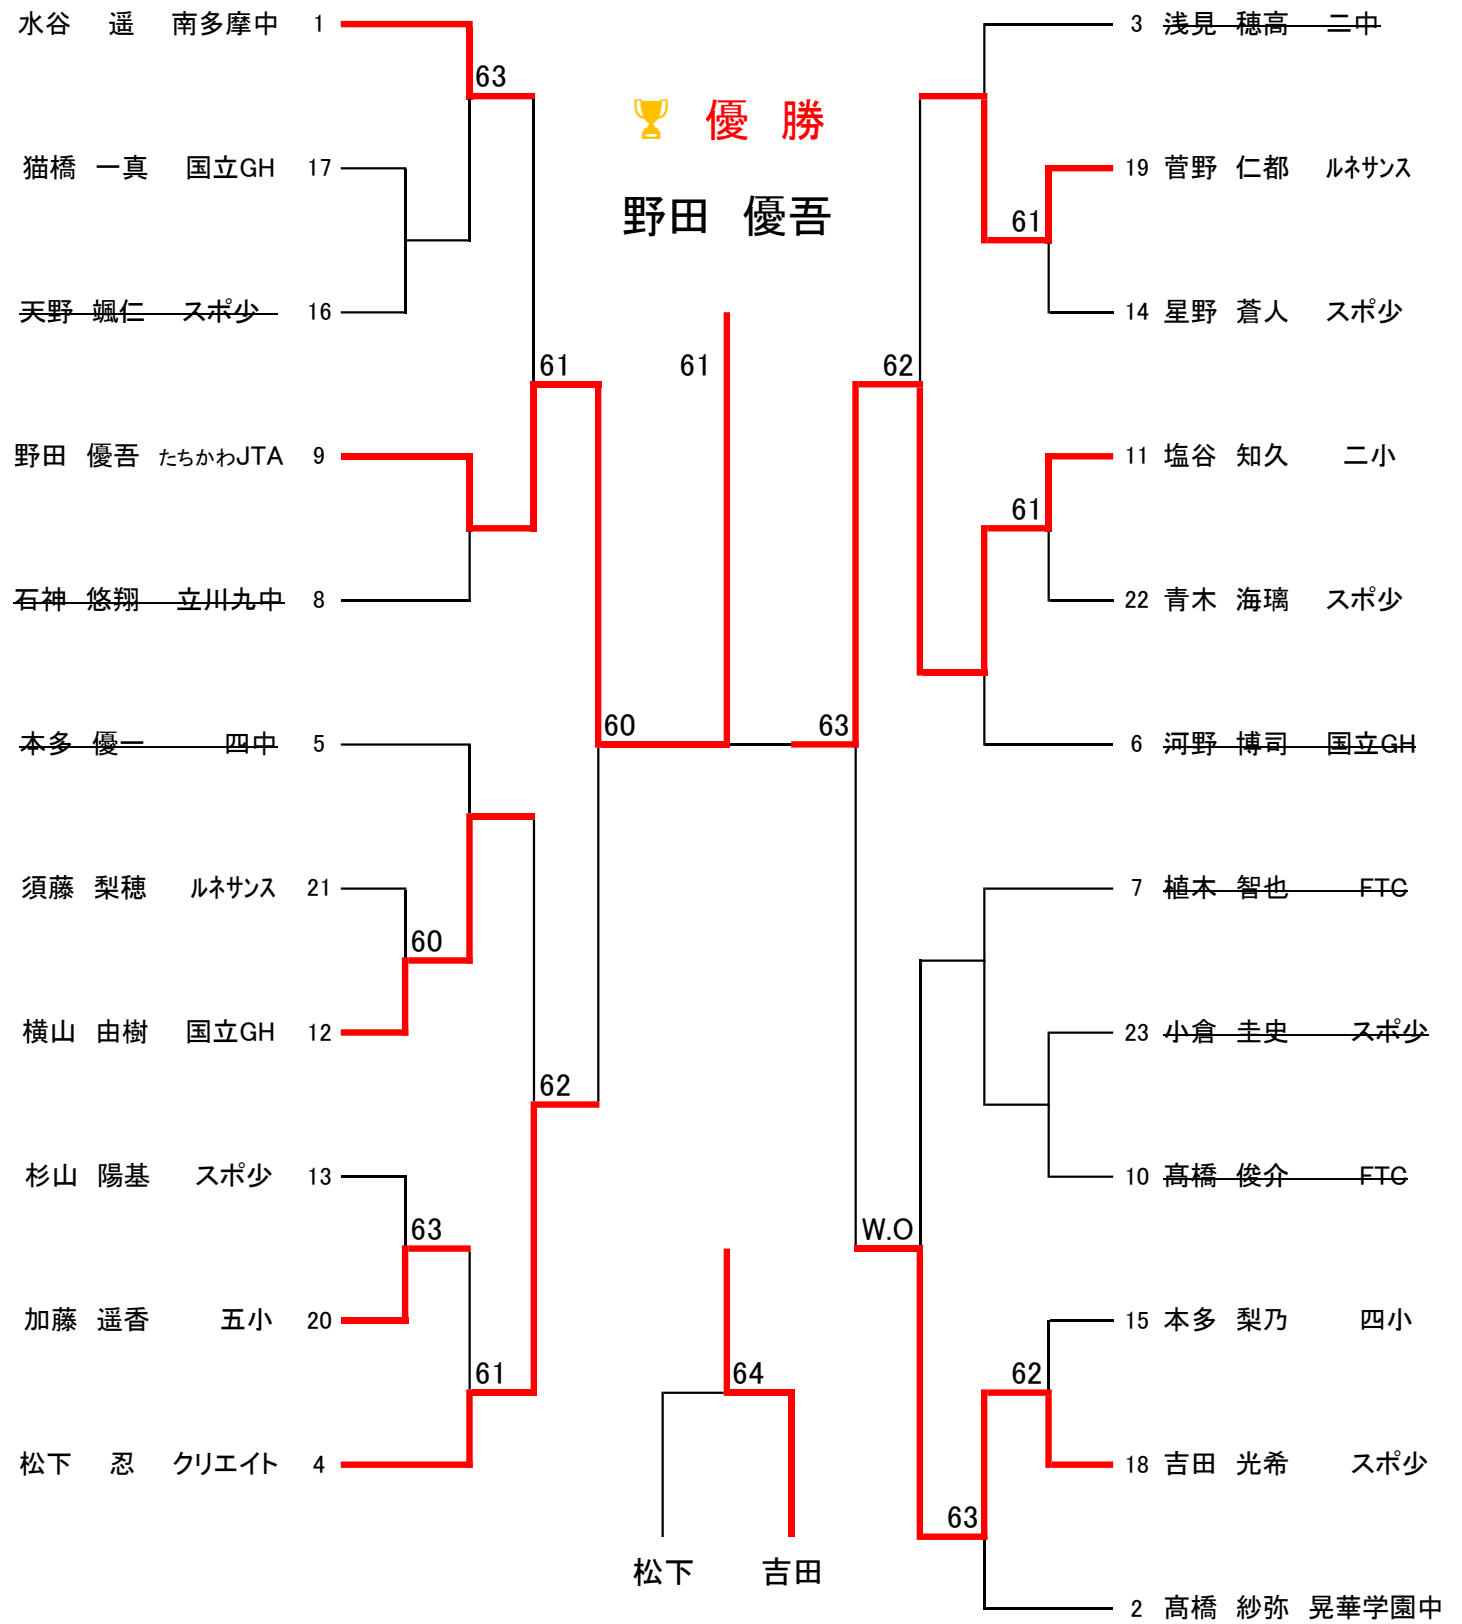 水谷 遥 南多摩中 1
63
猫橋 一真 国立GH 17
天野 颯仁 スポ少 16
61
野田 優吾 たちかわJTA 9
石神 悠翔 立川九中 8
60
本多 優一 四中 5
須藤 梨穂 ルネサンス 21
60
横山 由樹 国立GH 12
62
杉山 陽基 スポ少 13
63
加藤 遥香 五小 20
61
松下 忍 クリエイト 4
優 勝
野田 優吾
61
64
松下 吉田
3 浅見 穂高 二中
19 菅野 仁都 ルネサンス
61
14 星野 蒼人 スポ少
62
11 塩谷 知久 二小
61
22 青木 海璃 スポ少
63
6 河野 博司 国立GH
7 植木 智也 FTC
23 小倉 圭史 スポ少
10 髙橋 俊介 FTC
W.O
15 本多 梨乃 四小
62
18 吉田 光希 スポ少
63
2 髙橋 紗弥 晃華学園中